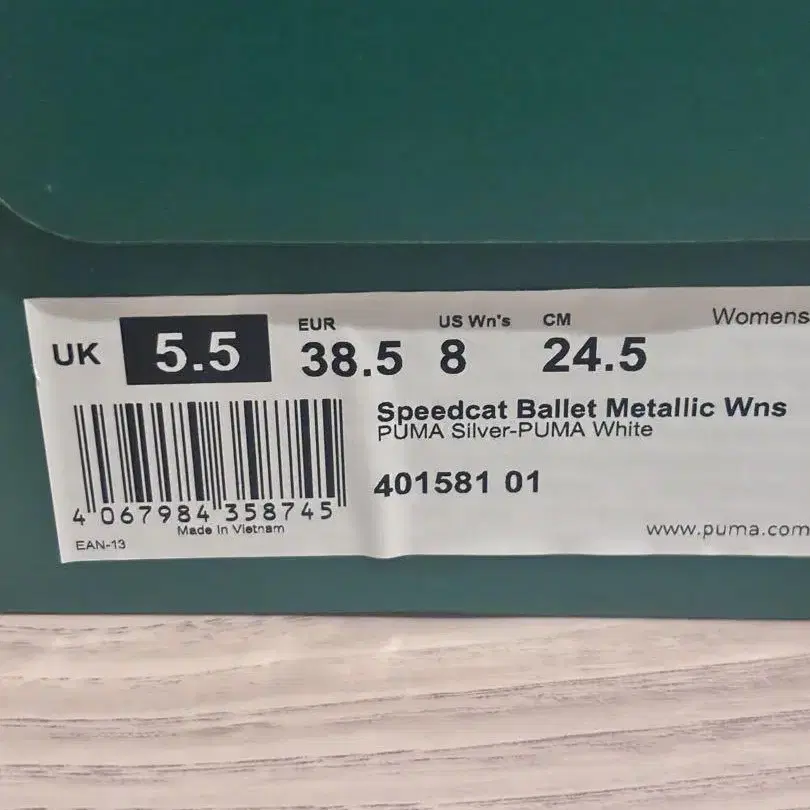 Womens
UK 5.5
EUR 38.5
US Wn's 8
CM 24.5
Speedcat Ballet Metallic Wns
PUMA Silver-PUMA White
401581 01
4 067984 358745
Made in Vietnam
EAN-13
www.puma.com